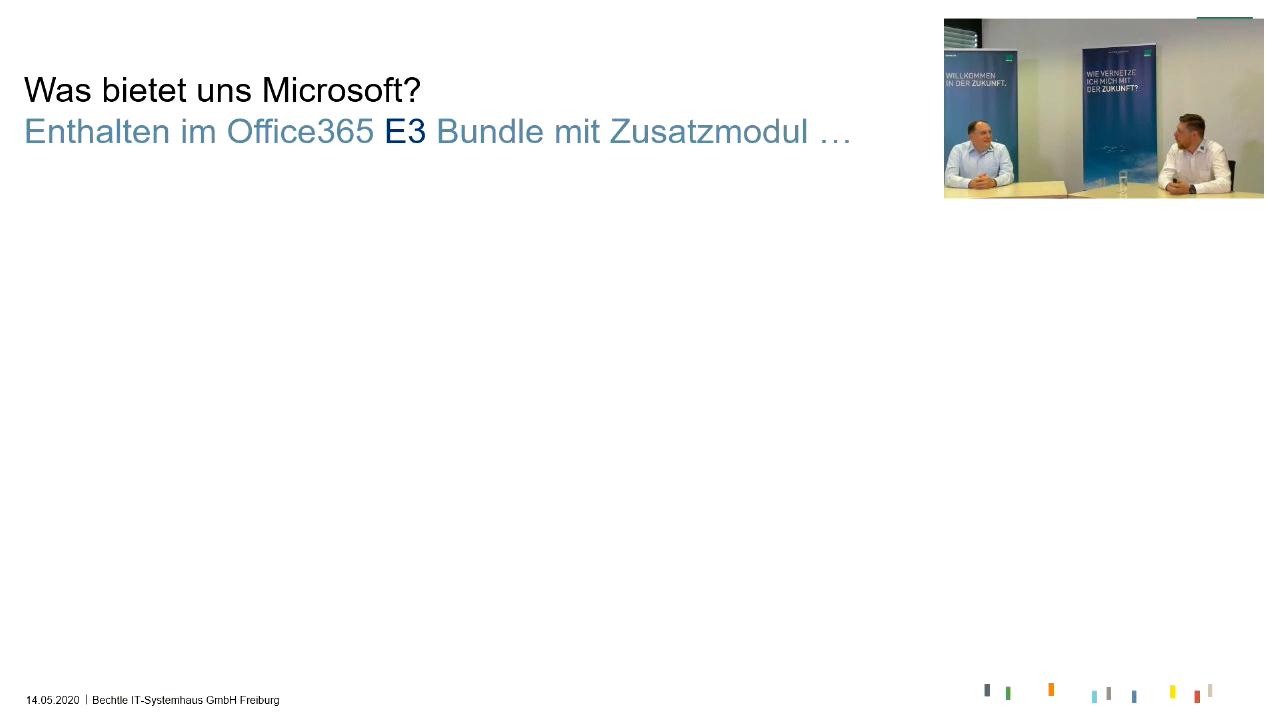 Was bietet uns Microsoft?
Enthalten im Office365 E3 Bundle mit Zusatzmodul …
WILLKOMMEN
IN DER ZUKUNFT.
WIE VERNETZE
ICH MICH MIT
DER ZUKUNFT?
14.05.2020 | Bechtle IT-Systemhaus GmbH Freiburg